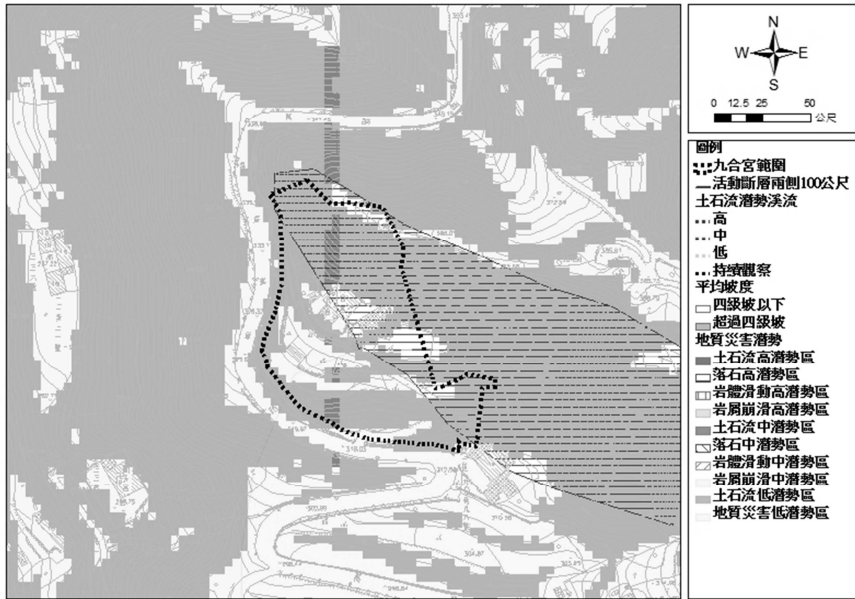 N
W E
S
0 12.5 25 50
公尺
圖例
九合宮範圍
活動斷層兩側100公尺
土石流潛勢溪流
高
中
低
持續觀察
平均坡度
四級坡以下
超過四級坡
地質災害潛勢
土石流高潛勢區
落石高潛勢區
岩體滑動高潛勢區
岩屑崩滑高潛勢區
土石流中潛勢區
落石中潛勢區
岩體滑動中潛勢區
岩屑崩滑中潛勢區
土石流低潛勢區
地質災害低潛勢區